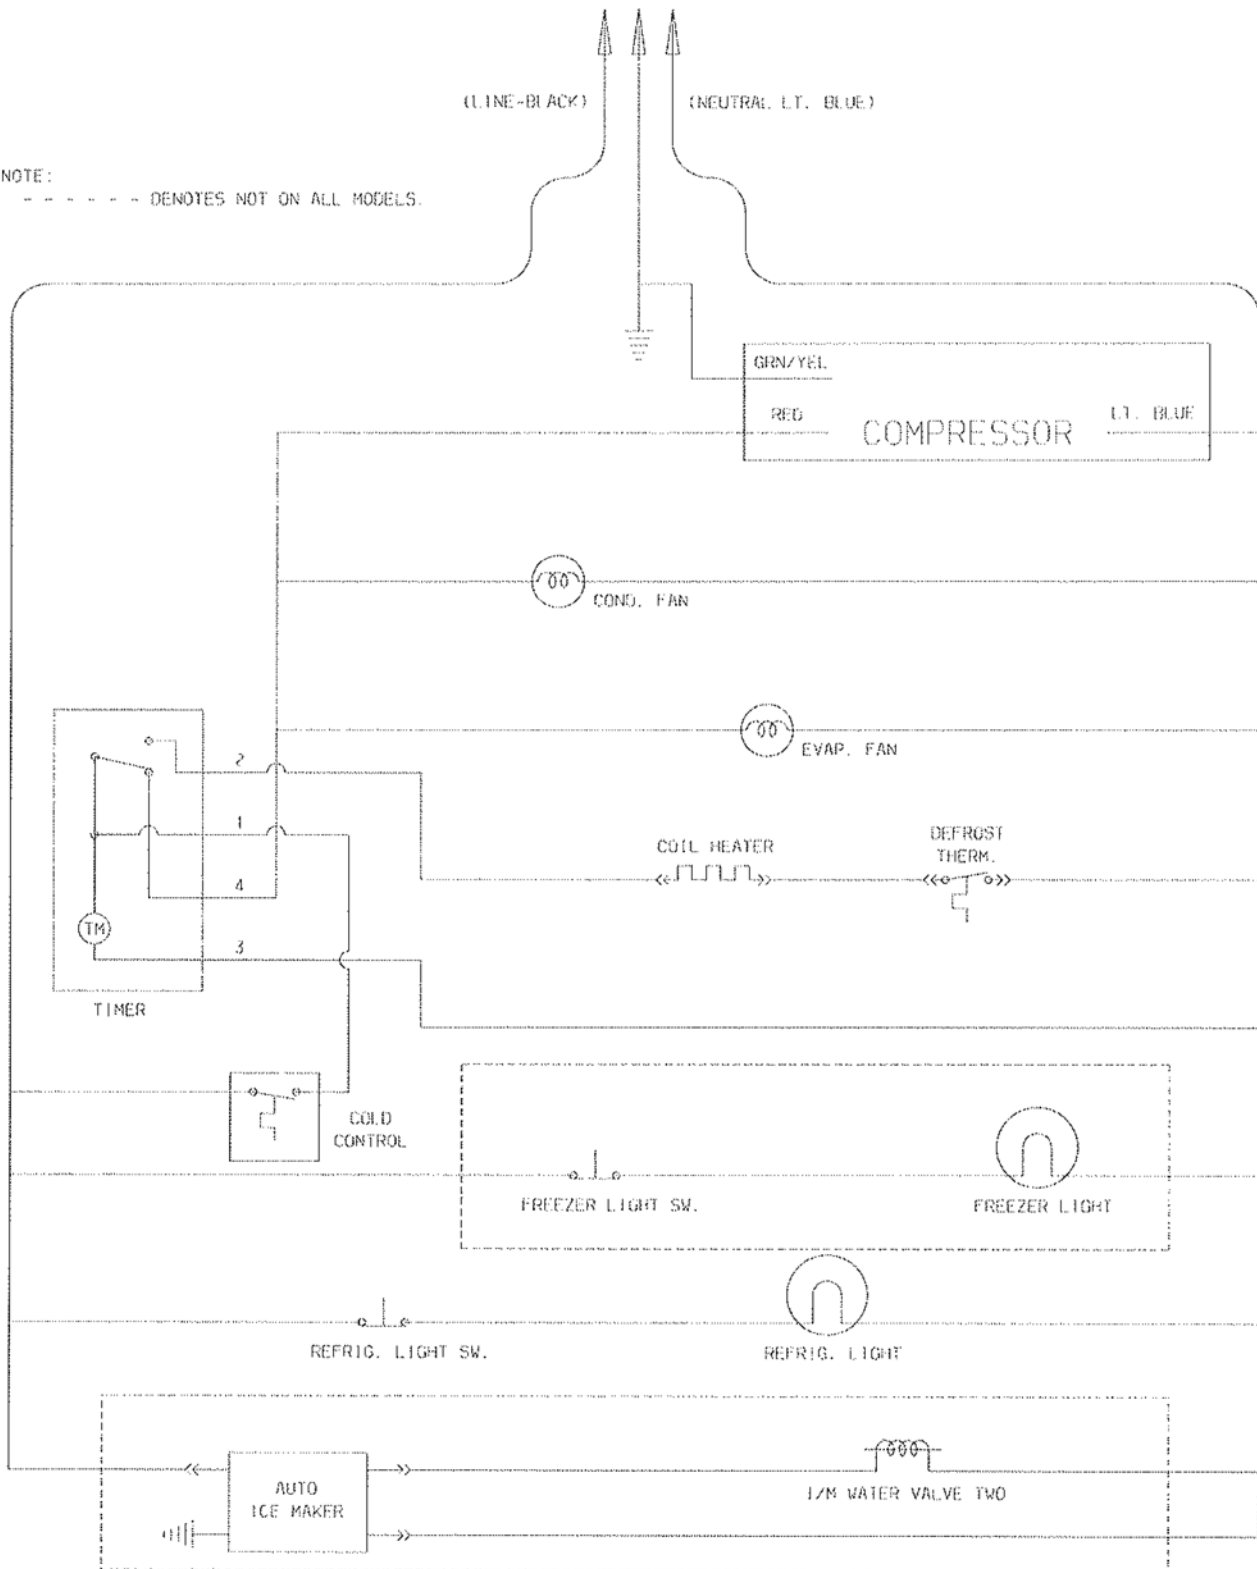 (LINE-BLACK)
(NEUTRAL LT. BLUE)
NOTE:
- - - - - - DENOTES NOT ON ALL MODELS.
GRN/YEL
RED
COMPRESSOR
LT. BLUE
COND. FAN
EVAP. FAN
2
1
4
3
TM
TIMER
COIL HEATER
DEFROST
THERM.
COLD
CONTROL
FREEZER LIGHT SW.
FREEZER LIGHT
REFRIG. LIGHT SW.
REFRIG. LIGHT
AUTO
ICE MAKER
I/M WATER VALVE TWO